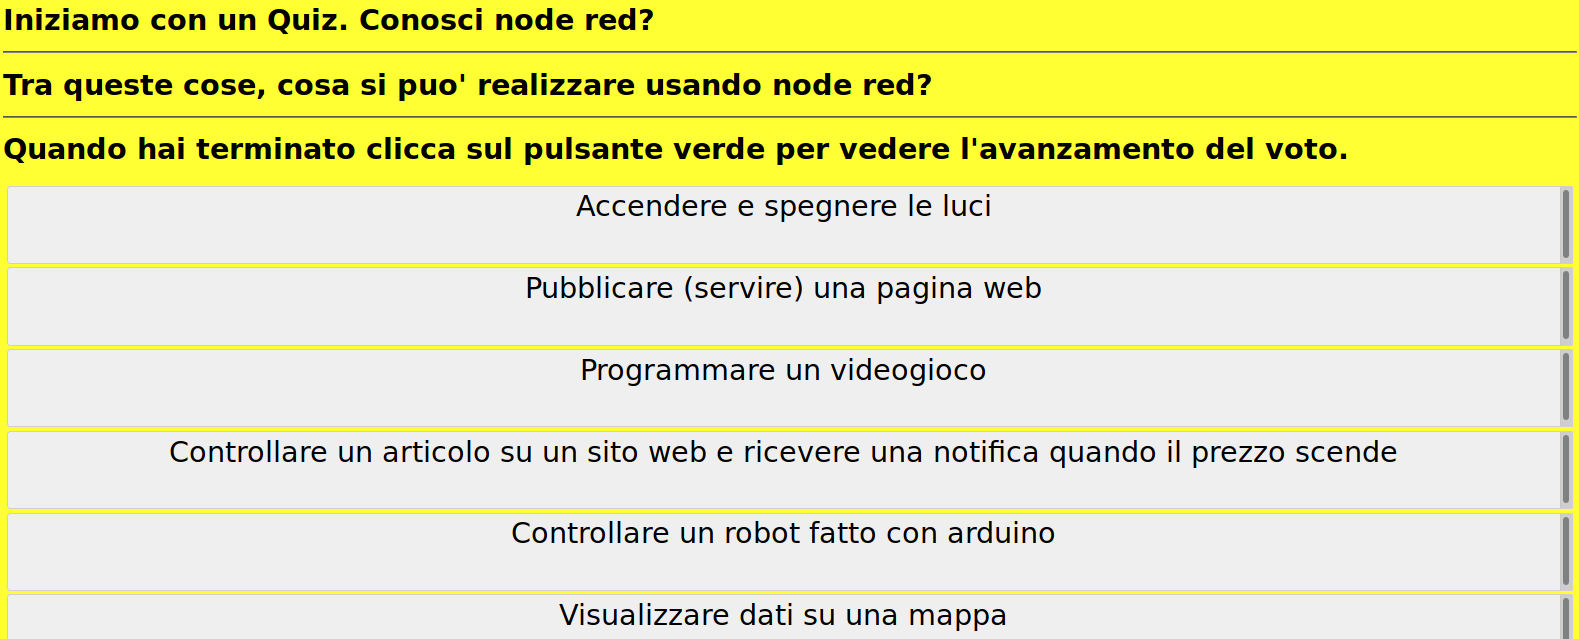 Iniziamo con un Quiz. Conosci node red?
Tra queste cose, cosa si puo' realizzare usando node red?
Quando hai terminato clicca sul pulsante verde per vedere l'avanzamento del voto.
Accendere e spegnere le luci
Pubblicare (servire) una pagina web
Programmare un videogioco
Controllare un articolo su un sito web e ricevere una notifica quando il prezzo scende
Controllare un robot fatto con arduino
Visualizzare dati su una mappa